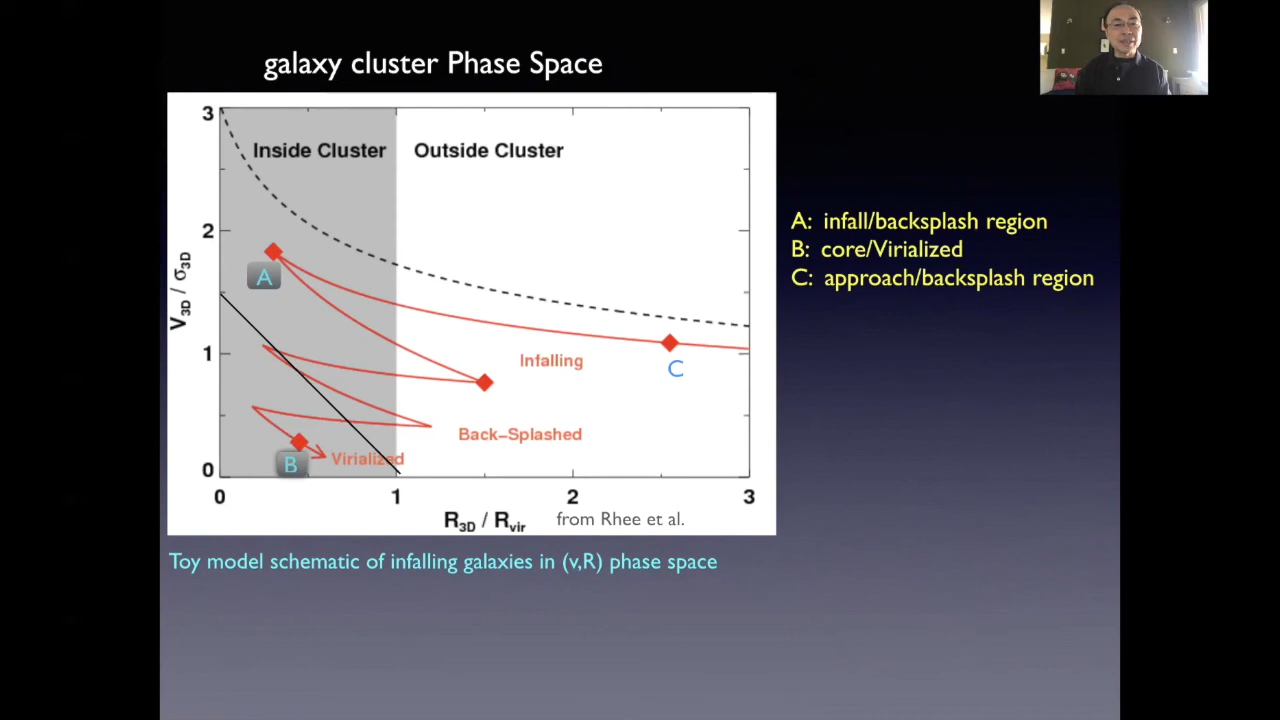 galaxy cluster Phase Space
3
Inside Cluster
Outside Cluster
2
A
V3D / σ3D
1
Infalling
C
Back-Splashed
B
Virialized
0
0
1
2
3
R3D / Rvir
from Rhee et al.
A: infall/backsplash region
B: core/Virialized
C: approach/backsplash region
Toy model schematic of infalling galaxies in (v,R) phase space